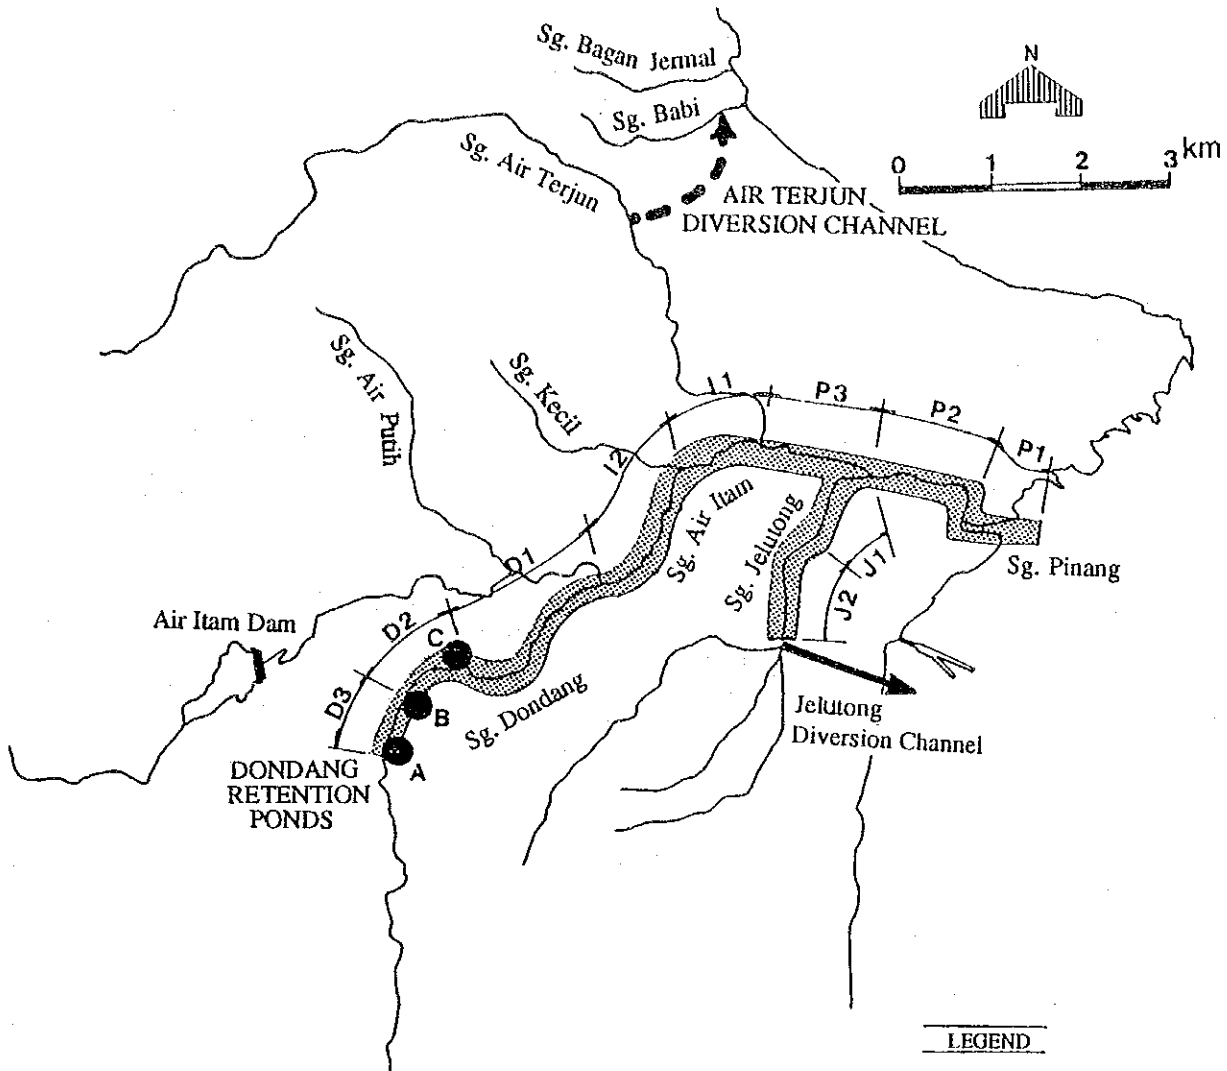 Sg. Bagan Jermal
N
Sg. Babi
Sg. Air Terjun
0 1 2 3 km
AIR TERJUN
DIVERSION CHANNEL
Sg. Air Putih
Sg. Kecil
I1
P3
P2
P1
I2
Sg. Air Itam
Sg. Jelutong
D1
J1
J2
Sg. Pinang
Air Itam Dam
D2
C
D3
B
Sg. Dondang
A
Jelutong
Diversion Channel
DONDANG
RETENTION
PONDS
LEGEND